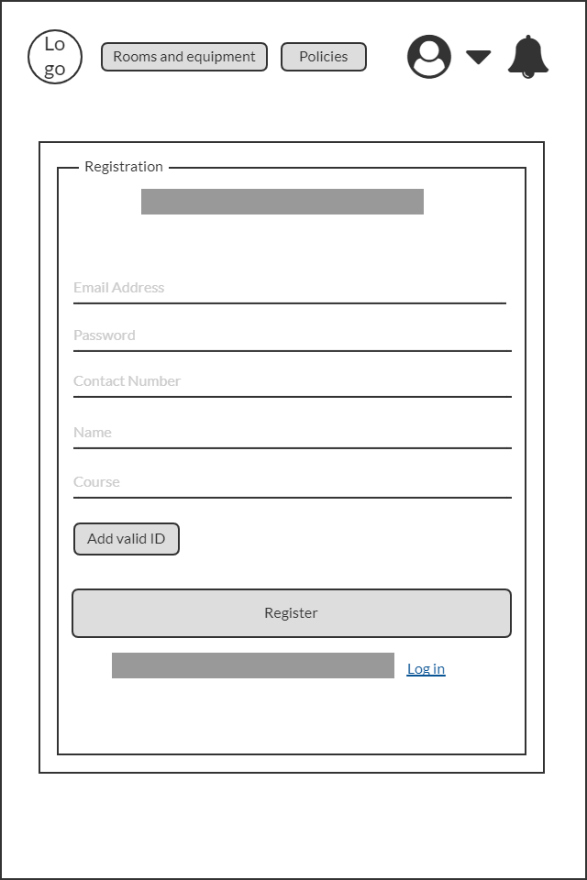 Lo
go
Rooms and equipment
Policies
Registration
Email Address
Password
Contact Number
Name
Course
Add valid ID
Register
Log in